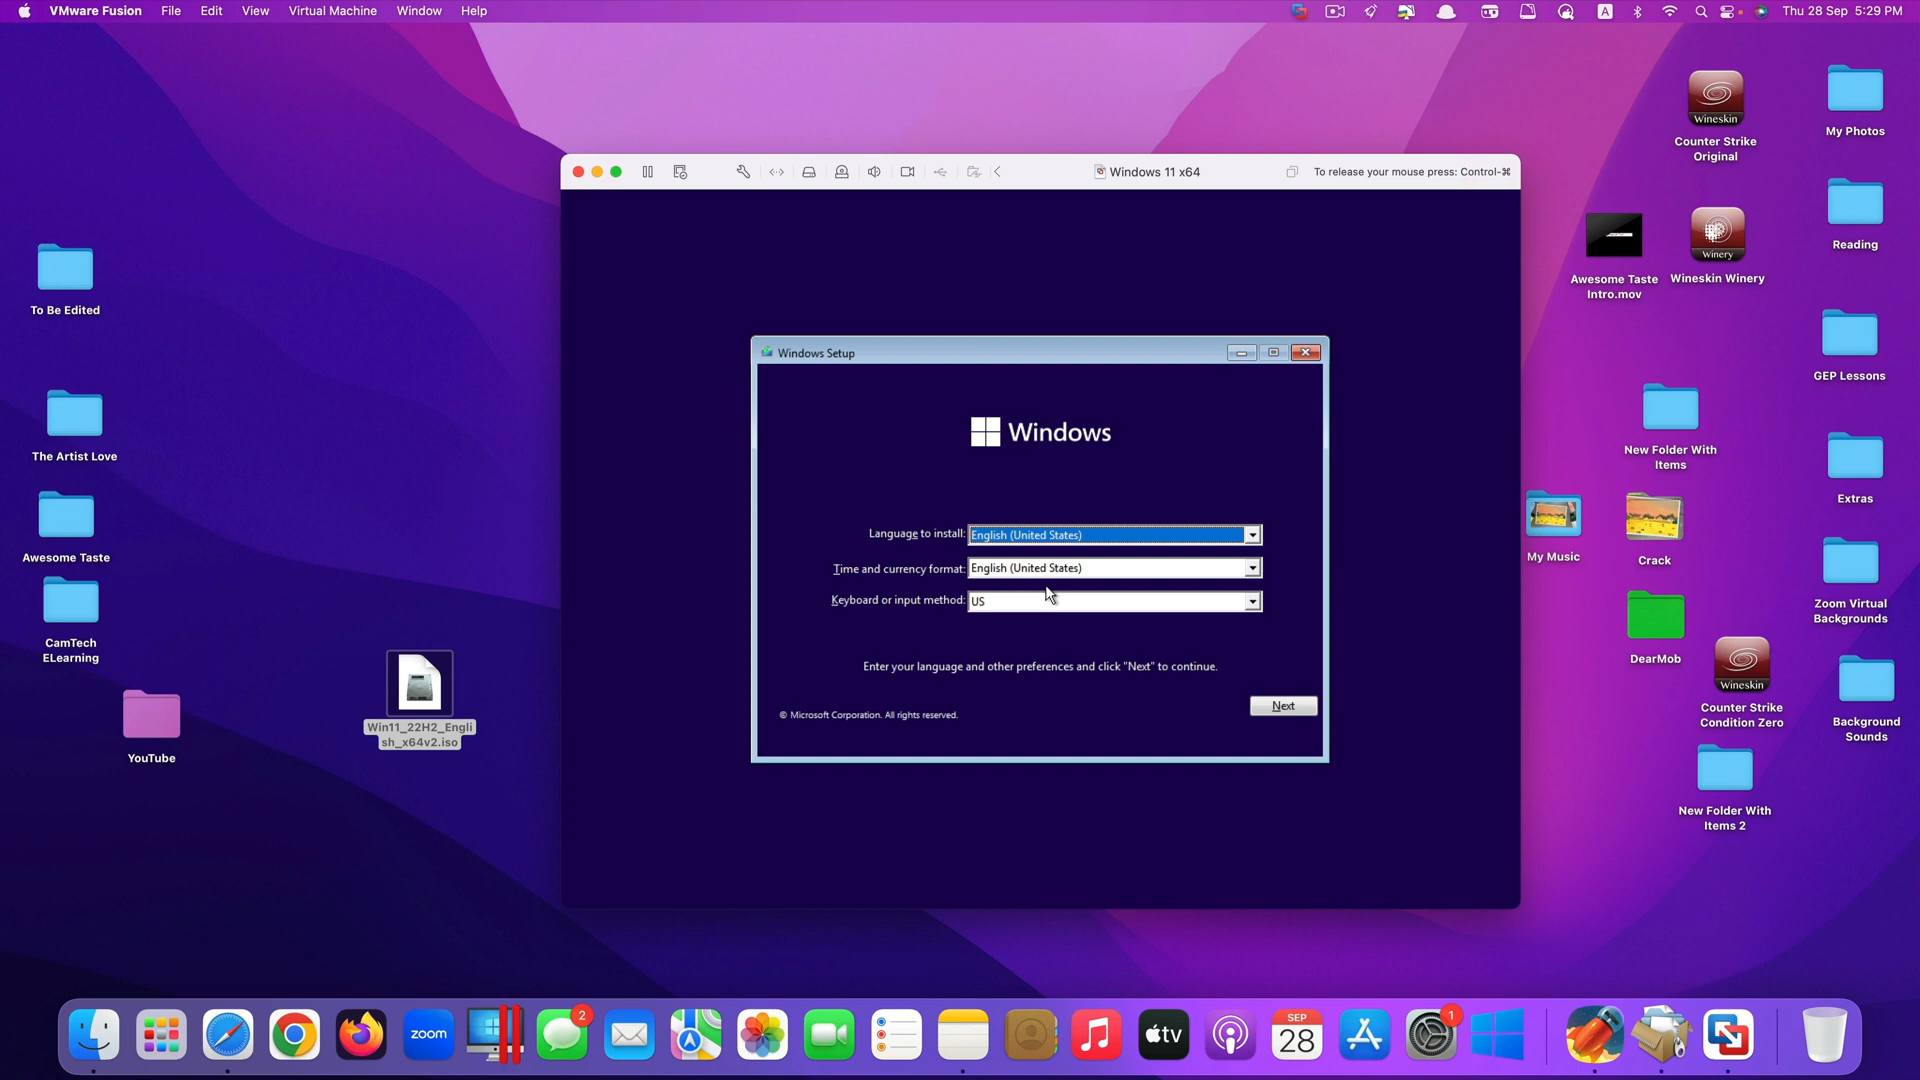 VMware Fusion File Edit View Virtual Machine Window Help
A
Thu 28 Sep 5:29 PM
Wineskin
Counter Strike
Original
My Photos
Windows 11 x64
To release your mouse press: Control-⌘
Awesome Taste
Intro.mov
Winery
Wineskin Winery
Reading
To Be Edited
Windows Setup
GEP Lessons
Windows
The Artist Love
New Folder With
Items
Extras
Language to install: English (United States)
Time and currency format: English (United States)
Keyboard or input method: US
Awesome Taste
My Music
Crack
Zoom Virtual
Backgrounds
CamTech
ELearning
DearMob
Enter your language and other preferences and click "Next" to continue.
Next
© Microsoft Corporation. All rights reserved.
Wineskin
Counter Strike
Condition Zero
Background
Sounds
Win11_22H2_Engli
sh_x64v2.iso
YouTube
New Folder With
Items 2
zoom
2
tv
SEP
28
1